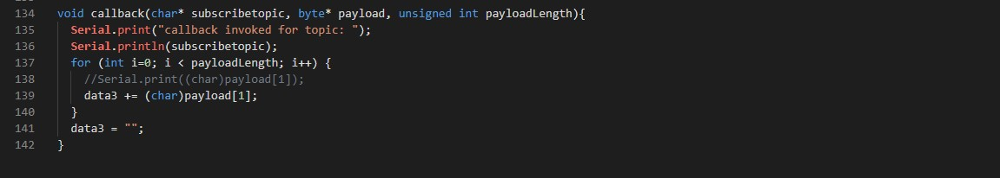 134 void callback(char* subscribetopic, byte* payload, unsigned int payloadLength){
135 Serial.print("callback invoked for topic: ");
136 Serial.println(subscribetopic);
137 for (int i=0; i < payloadLength; i++) {
138 //Serial.print((char)payload[1]);
139 data3 += (char)payload[1];
140 }
141 data3 = "";
142 }